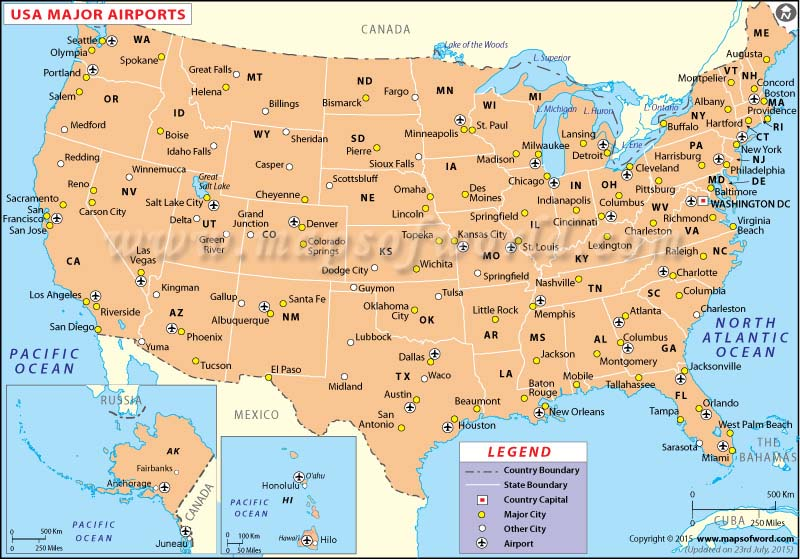 USA MAJOR AIRPORTS
N
CANADA
Lake of the Woods
L. Superior
L. Michigan
L. Huron
L. Ontario
L. Erie
Seattle
Olympia
WA
Spokane
Portland
Salem
OR
Medford
Great Falls
MT
Helena
Billings
ID
Boise
Idaho Falls
ND
Bismarck
Fargo
MN
Minneapolis
St. Paul
WI
Madison
Milwaukee
MI
Lansing
Detroit
ME
Augusta
VT
Montpelier
NH
Concord
Boston
MA
Providence
RI
Albany
Hartford
CT
NY
Buffalo
New York
NJ
PA
Harrisburg
Philadelphia
DE
Pittsburg
MD
Baltimore
WASHINGTON DC
WY
Sheridan
Casper
Cheyenne
SD
Pierre
Sioux Falls
Scottsbluff
NE
Omaha
Lincoln
IA
Des
Moines
Chicago
IL
Springfield
IN
Indianapolis
OH
Cleveland
Columbus
Cincinnati
WV
Charleston
Richmond
VA
Virginia
Beach
Redding
Winnemucca
Reno
NV
Carson City
Sacramento
San
Francisco
San Jose
CA
Great
Salt Lake
Salt Lake City
Delta
UT
Green
River
Grand
Junction
CO
Denver
Colorado
Springs
KS
Topeka
Kansas City
Dodge City
Wichita
MO
St. Louis
Springfield
KY
Lexington
www.mapsofworld.com
Las
Vegas
Kingman
Los Angeles
Riverside
San Diego
AZ
Phoenix
Yuma
Tucson
Gallup
Santa Fe
Albuquerque
NM
El Paso
Guymon
Tulsa
Oklahoma
City
OK
Little Rock
AR
Nashville
TN
Memphis
Raleigh
NC
Charlotte
Columbia
SC
Charleston
Atlanta
Columbus
GA
AL
Montgomery
MS
Jackson
LA
Baton
Rouge
New Orleans
Mobile
Tallahassee
Jacksonville
FL
Orlando
Tampa
West Palm Beach
Sarasota
Miami
Lubbock
Midland
TX
Dallas
Waco
Austin
San
Antonio
Houston
Beaumont
PACIFIC
OCEAN
NORTH
ATLANTIC
OCEAN
MEXICO
THE
BAHAMAS
CUBA
RUSSIA
AK
Fairbanks
Anchorage
CANADA
Juneau
PACIFIC
OCEAN
500 Km
500 Miles
O'ahu
Honolulu
HI
PACIFIC
OCEAN
Hawai'i
Hilo
100 Km
100 Miles
LEGEND
Country Boundary
State Boundary
Country Capital
Major City
Other City
Airport
500 Km
250 Miles
Copyright © 2015 www.mapsofword.com
(Updated on 23rd July, 2015)